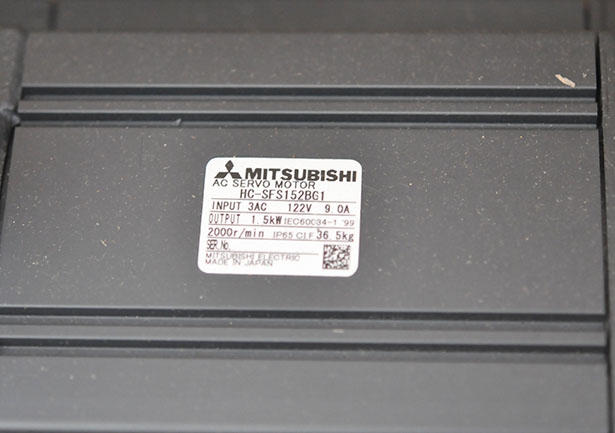 MITSUBISHI
AC SERVO MOTOR
HC-SFS152BG1
INPUT 3AC 122V 9.0A
OUTPUT 1.5kW IEC60034-1 '99
2000r/min IP65 Cl.F 36.5kg
SER.No.
MITSUBISHI ELECTRIC
MADE IN JAPAN